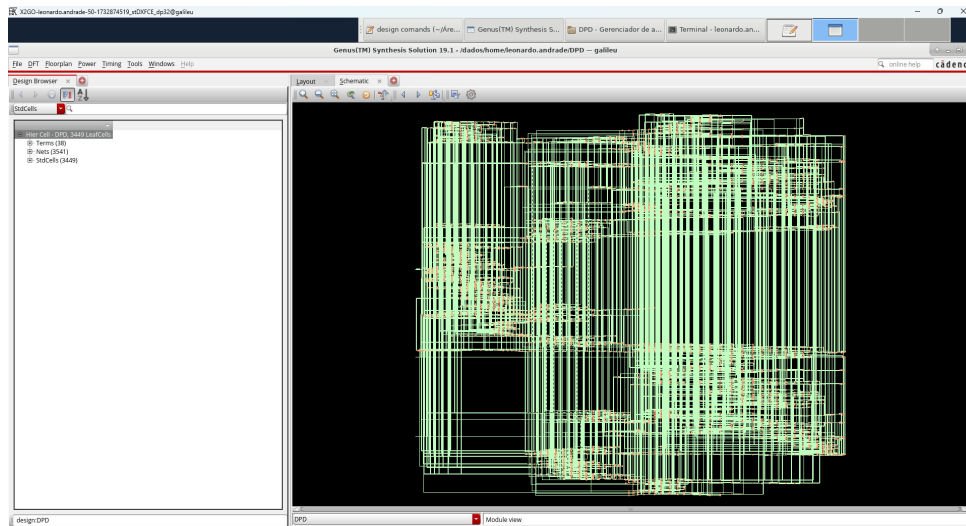 X2GO-leonardo.andrade-50-1732874519_stDXFCE_dp32@galileu
design comands (~/Áre...
Genus(TM) Synthesis S...
DPD - Gerenciador de a...
Terminal - leonardo.an...
Genus(TM) Synthesis Solution 19.1 - /dados/home/leonardo.andrade/DPD — galileu
File DFT Floorplan Power Timing Tools Windows Help
online help
cādenc
Design Browser
Layout
Schematic
StdCells
Hier Cell - DPD, 3449 LeafCells
Terms (38)
Nets (3541)
StdCells (3449)
design:DPD
DPD
Module view